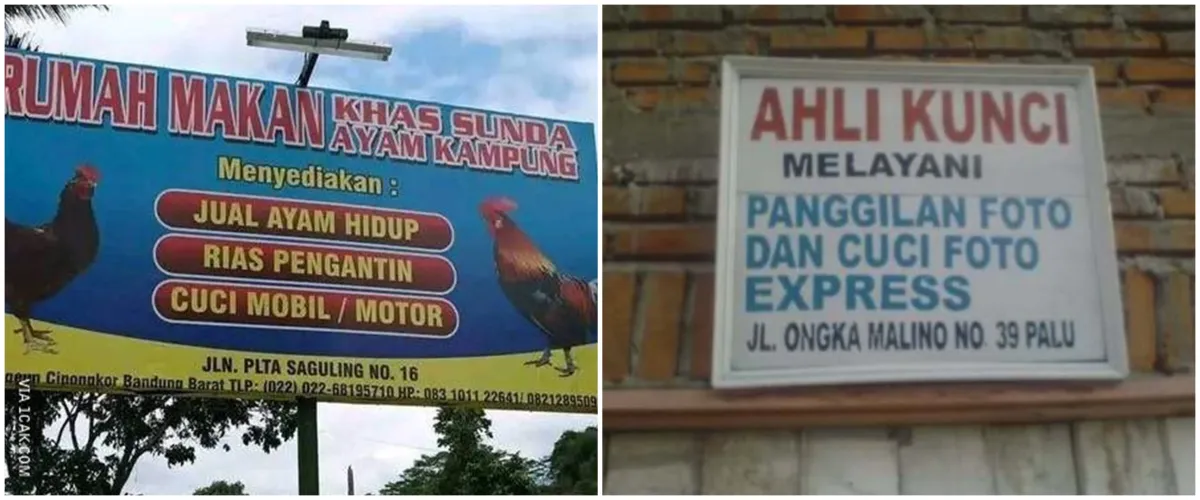 RUMAH MAKAN KHAS SUNDA
AYAM KAMPUNG
Menyediakan :
JUAL AYAM HIDUP
RIAS PENGANTIN
CUCI MOBIL / MOTOR
JLN. PLTA SAGULING NO. 16
Cipongkor Bandung Barat TLP.: (022) 022-68195710 HP.: 083 1011 22641/ 0821289509
VIA 1CAK.COM
AHLI KUNCI
MELAYANI
PANGGILAN FOTO
DAN CUCI FOTO
EXPRESS
JL. ONGKA MALINO NO. 39 PALU